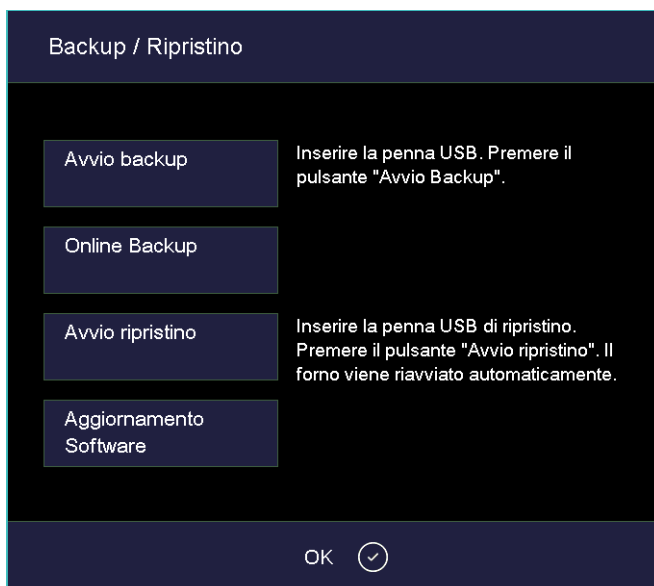 Backup / Ripristino
Avvio backup
Inserire la penna USB. Premere il
pulsante "Avvio Backup".
Online Backup
Avvio ripristino
Inserire la penna USB di ripristino.
Premere il pulsante "Avvio ripristino". Il
forno viene riavviato automaticamente.
Aggiornamento
Software
OK